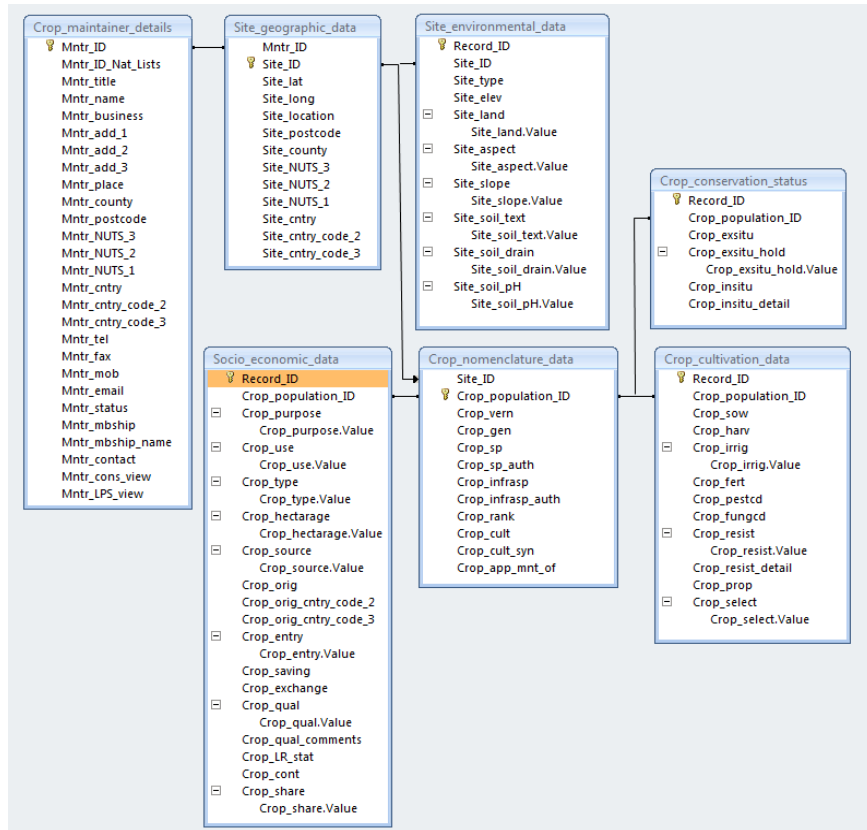 Crop_maintainer_details
Mntr_ID
Mntr_ID_Nat_Lists
Mntr_title
Mntr_name
Mntr_business
Mntr_add_1
Mntr_add_2
Mntr_add_3
Mntr_place
Mntr_county
Mntr_postcode
Mntr_NUTS_3
Mntr_NUTS_2
Mntr_NUTS_1
Mntr_cntry
Mntr_cntry_code_2
Mntr_cntry_code_3
Mntr_tel
Mntr_fax
Mntr_mob
Mntr_email
Mntr_status
Mntr_mbship
Mntr_mbship_name
Mntr_contact
Mntr_cons_view
Mntr_LPS_view
Site_geographic_data
Mntr_ID
Site_ID
Site_lat
Site_long
Site_location
Site_postcode
Site_county
Site_NUTS_3
Site_NUTS_2
Site_NUTS_1
Site_cntry
Site_cntry_code_2
Site_cntry_code_3
Site_environmental_data
Record_ID
Site_ID
Site_type
Site_elev
Site_land
Site_land.Value
Site_aspect
Site_aspect.Value
Site_slope
Site_slope.Value
Site_soil_text
Site_soil_text.Value
Site_soil_drain
Site_soil_drain.Value
Site_soil_pH
Site_soil_pH.Value
Crop_conservation_status
Record_ID
Crop_population_ID
Crop_exsitu
Crop_exsitu_hold
Crop_exsitu_hold.Value
Crop_insitu
Crop_insitu_detail
Socio_economic_data
Record_ID
Crop_population_ID
Crop_purpose
Crop_purpose.Value
Crop_use
Crop_use.Value
Crop_type
Crop_type.Value
Crop_hectarage
Crop_hectarage.Value
Crop_source
Crop_source.Value
Crop_orig
Crop_orig_cntry_code_2
Crop_orig_cntry_code_3
Crop_entry
Crop_entry.Value
Crop_saving
Crop_exchange
Crop_qual
Crop_qual.Value
Crop_qual_comments
Crop_LR_stat
Crop_cont
Crop_share
Crop_share.Value
Crop_nomenclature_data
Site_ID
Crop_population_ID
Crop_vern
Crop_gen
Crop_sp
Crop_sp_auth
Crop_infrasp
Crop_infrasp_auth
Crop_rank
Crop_cult
Crop_cult_syn
Crop_app_mnt_of
Crop_cultivation_data
Record_ID
Crop_population_ID
Crop_sow
Crop_harv
Crop_irrig
Crop_irrig.Value
Crop_fert
Crop_pestcd
Crop_fungcd
Crop_resist
Crop_resist.Value
Crop_resist_detail
Crop_prop
Crop_select
Crop_select.Value